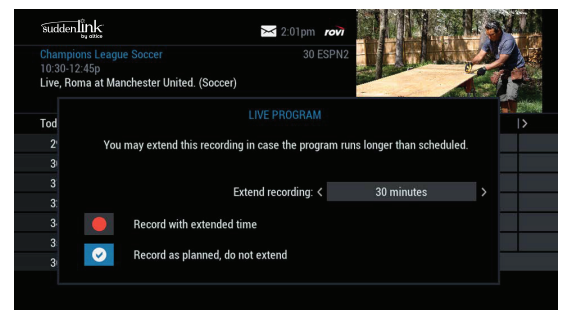 suddenlink
by altice
2:01pm rovi
Champions League Soccer 30 ESPN2
10:30-12:45p
Live, Roma at Manchester United. (Soccer)
LIVE PROGRAM
Tod
You may extend this recording in case the program runs longer than scheduled.
Extend recording: < 30 minutes >
Record with extended time
Record as planned, do not extend